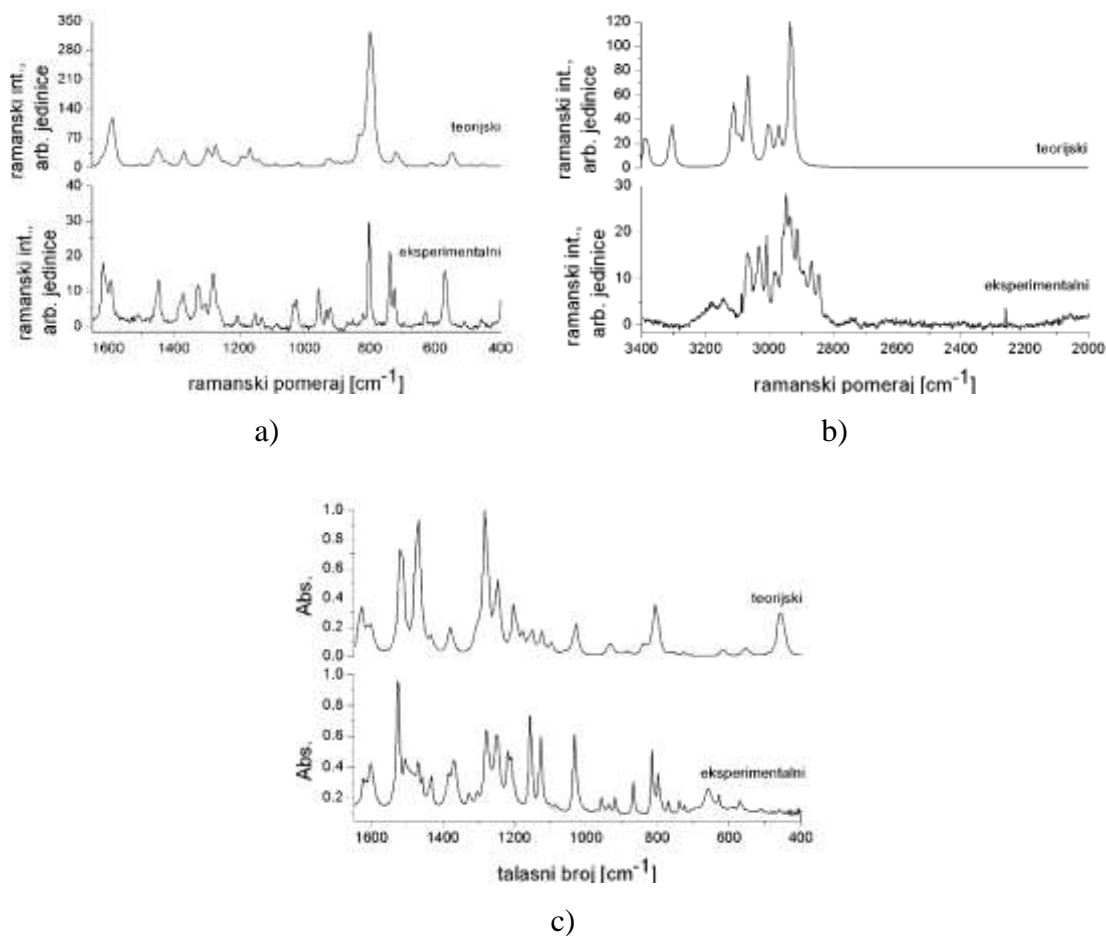 350
280
210
140
70
0
ramanski int.,
arb. jedinice
teorijski
40
30
20
10
0
ramanski int.,
arb. jedinice
eksperimentalni
1600 1400 1200 1000 800 600 400
ramanski pomeraj [cm⁻¹]
a)
120
100
80
60
40
20
0
ramanski int.,
arb. jedinice
teorijski
30
20
10
0
ramanski int.,
arb. jedinice
eksperimentalni
3400 3200 3000 2800 2600 2400 2200 2000
ramanski pomeraj [cm⁻¹]
b)
1.0
0.8
0.6
0.4
0.2
0.0
Abs.
teorijski
1.0
0.8
0.6
0.4
0.2
Abs.
eksperimentalni
1600 1400 1200 1000 800 600 400
talasni broj [cm⁻¹]
c)